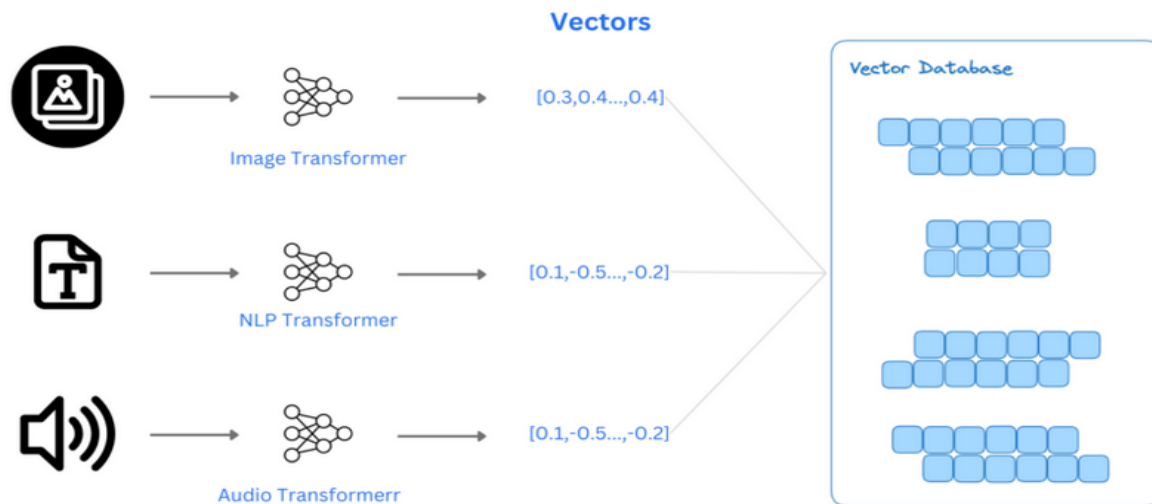 Vectors
Vector Database
[0.3,0.4...,0.4]
Image Transformer
T
[0.1,-0.5...,-0.2]
NLP Transformer
[0.1,-0.5...,-0.2]
Audio Transformerr